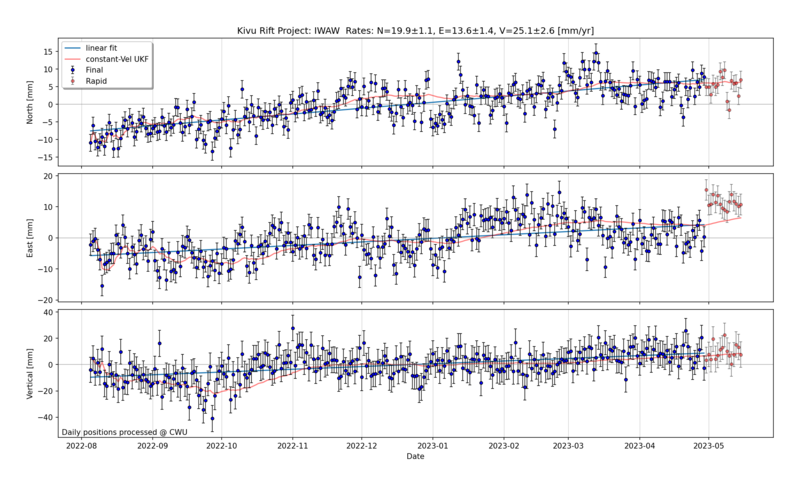 Kivu Rift Project: IWAW  Rates: N=19.9±1.1, E=13.6±1.4, V=25.1±2.6 [mm/yr]
linear fit
constant-Vel UKF
Final
Rapid
North [mm]
15
10
5
0
−5
−10
−15
East [mm]
20
10
0
−10
−20
Vertical [mm]
40
20
0
−20
−40
Daily positions processed @ CWU
2022-08 2022-09 2022-10 2022-11 2022-12 2023-01 2023-02 2023-03 2023-04 2023-05
Date